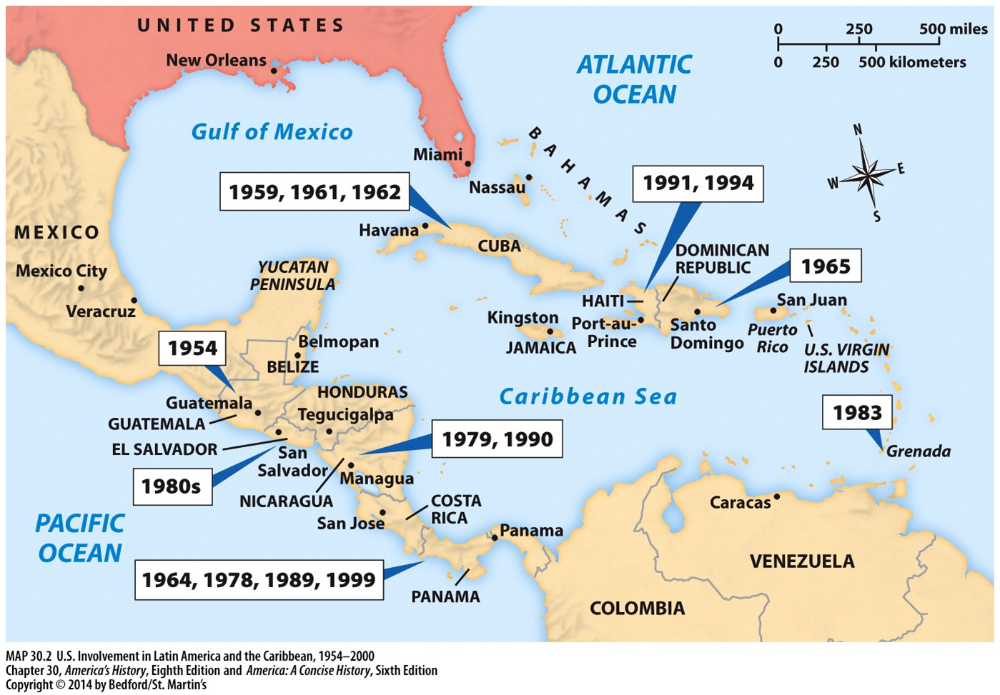 UNITED STATES
New Orleans
0 250 500 miles
0 250 500 kilometers
ATLANTIC
OCEAN
Gulf of Mexico
BAHAMAS
N
E
W
S
Miami
Nassau
1959, 1961, 1962
1991, 1994
MEXICO
Havana
CUBA
DOMINICAN
REPUBLIC
1965
Mexico City
YUCATAN
PENINSULA
Veracruz
HAITI
San Juan
Kingston
Port-au-
Prince
Santo
Domingo
Puerto
Rico
JAMAICA
U.S. VIRGIN
ISLANDS
1954
Belmopan
BELIZE
HONDURAS
Caribbean Sea
Guatemala
Tegucigalpa
GUATEMALA
1983
1979, 1990
EL SALVADOR
San
Salvador
Grenada
1980s
Managua
NICARAGUA
COSTA
RICA
Caracas
San Jose
PACIFIC
OCEAN
Panama
VENEZUELA
1964, 1978, 1989, 1999
PANAMA
COLOMBIA
MAP 30.2 U.S. Involvement in Latin America and the Caribbean, 1954–2000
Chapter 30, America's History, Eighth Edition and America: A Concise History, Sixth Edition
Copyright © 2014 by Bedford/St. Martin's